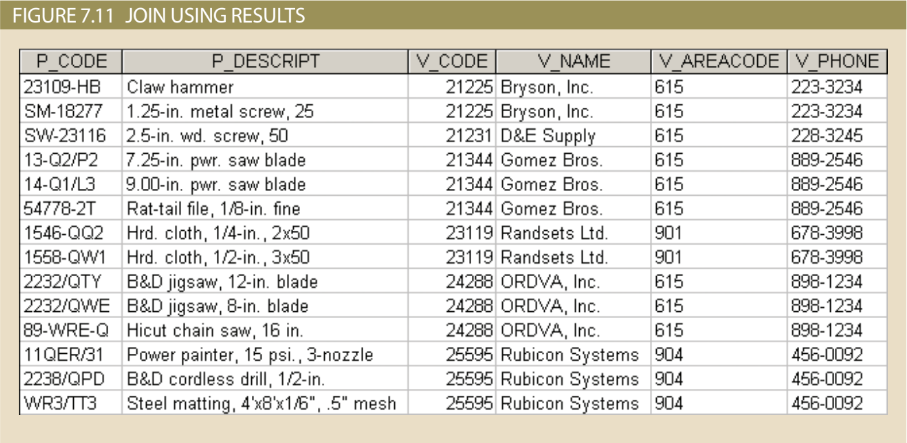 FIGURE 7.11 JOIN USING RESULTS
P_CODE P_DESCRIPT V_CODE V_NAME V_AREACODE V_PHONE
23109-HB Claw hammer 21225 Bryson, Inc. 615 223-3234
SM-18277 1.25-in. metal screw, 25 21225 Bryson, Inc. 615 223-3234
SW-23116 2.5-in. wd. screw, 50 21231 D&E Supply 615 228-3245
13-Q2/P2 7.25-in. pwr. saw blade 21344 Gomez Bros. 615 889-2546
14-Q1/L3 9.00-in. pwr. saw blade 21344 Gomez Bros. 615 889-2546
54778-2T Rat-tail file, 1/8-in. fine 21344 Gomez Bros. 615 889-2546
1546-QQ2 Hrd. cloth, 1/4-in., 2x50 23119 Randsets Ltd. 901 678-3998
1558-QW1 Hrd. cloth, 1/2-in., 3x50 23119 Randsets Ltd. 901 678-3998
2232/QTY B&D jigsaw, 12-in. blade 24288 ORDVA, Inc. 615 898-1234
2232/QWE B&D jigsaw, 8-in. blade 24288 ORDVA, Inc. 615 898-1234
89-WRE-Q Hicut chain saw, 16 in. 24288 ORDVA, Inc. 615 898-1234
11QER/31 Power painter, 15 psi., 3-nozzle 25595 Rubicon Systems 904 456-0092
2238/QPD B&D cordless drill, 1/2-in. 25595 Rubicon Systems 904 456-0092
WR3/TT3 Steel matting, 4'x8'x1/6", .5" mesh 25595 Rubicon Systems 904 456-0092